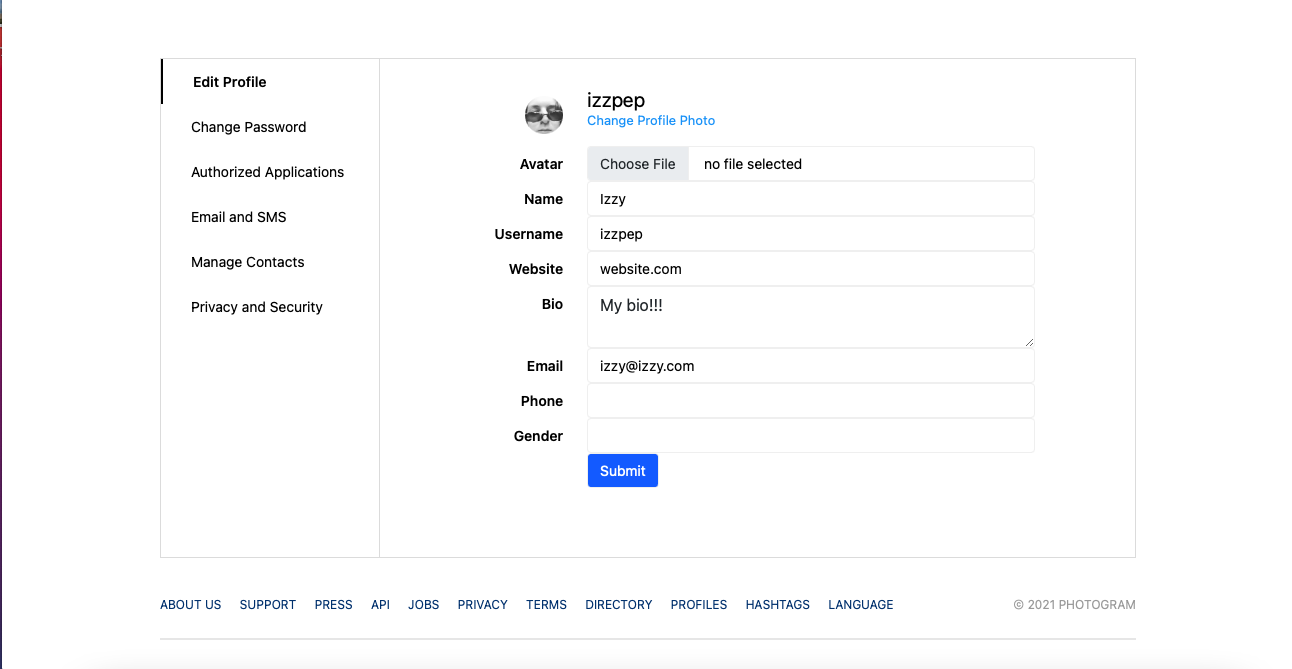 Edit Profile
Change Password
Authorized Applications
Email and SMS
Manage Contacts
Privacy and Security
izzpep
Change Profile Photo
Avatar Choose File no file selected
Name Izzy
Username izzpep
Website website.com
Bio My bio!!!
Email izzy@izzy.com
Phone
Gender
Submit
ABOUT US SUPPORT PRESS API JOBS PRIVACY TERMS DIRECTORY PROFILES HASHTAGS LANGUAGE © 2021 PHOTOGRAM